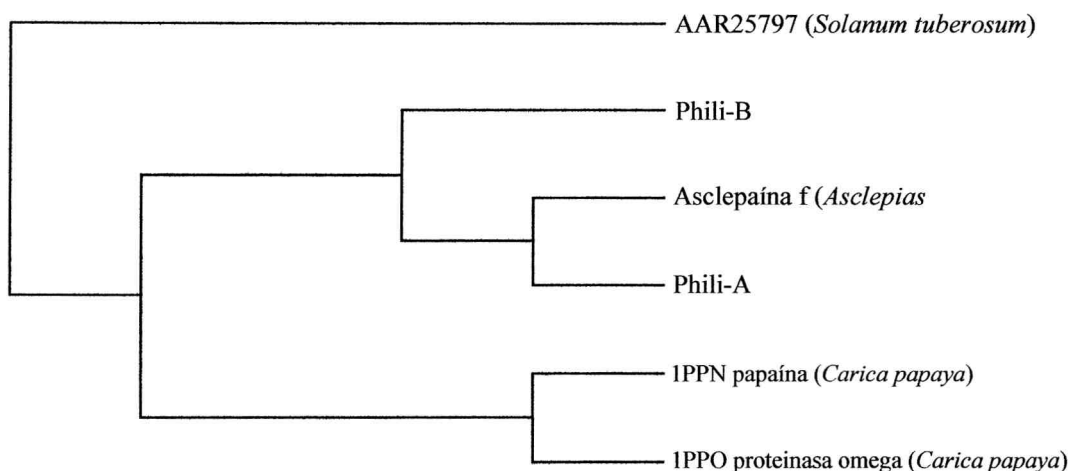 AAR25797 (Solanum tuberosum)
Phili-B
Asclepaína f (Asclepias
Phili-A
1PPN papaína (Carica papaya)
1PPO proteinasa omega (Carica papaya)